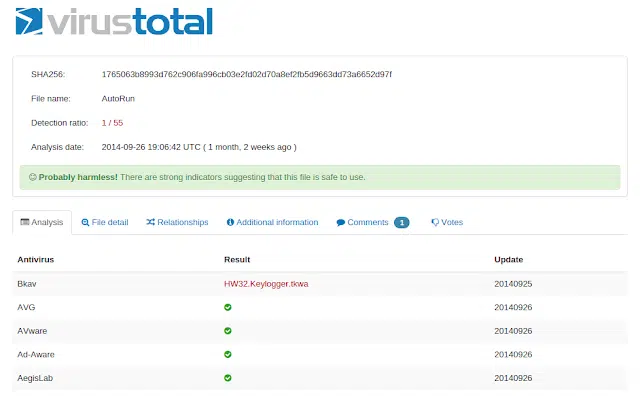 virustotal
SHA256: 1765063b8993d762c906fa996cb03e2fd02d70a8ef2fb5d9663dd73a6652d97f
File name: AutoRun
Detection ratio: 1 / 55
Analysis date: 2014-09-26 19:06:42 UTC ( 1 month, 2 weeks ago )
Probably harmless! There are strong indicators suggesting that this file is safe to use.
Analysis File detail Relationships Additional information Comments 1 Votes
Antivirus Result Update
Bkav HW32.Keylogger.tkwa 20140925
AVG 20140926
AVware 20140926
Ad-Aware 20140926
AegisLab 20140926